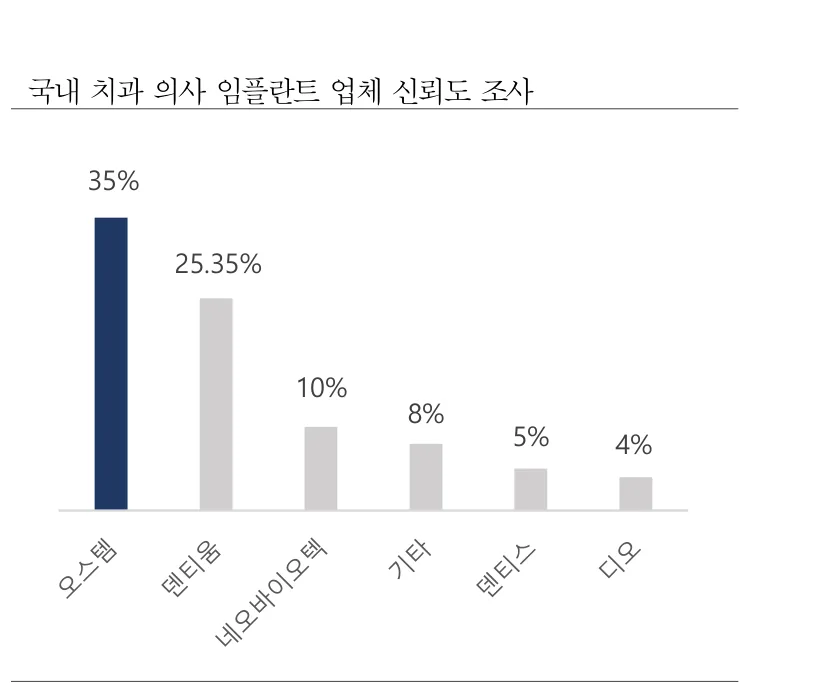 국내 치과 의사 임플란트 업체 신뢰도 조사
35%
25.35%
10%
8%
5%
4%
오스템
덴티움
네오바이오텍
기타
덴티스
디오